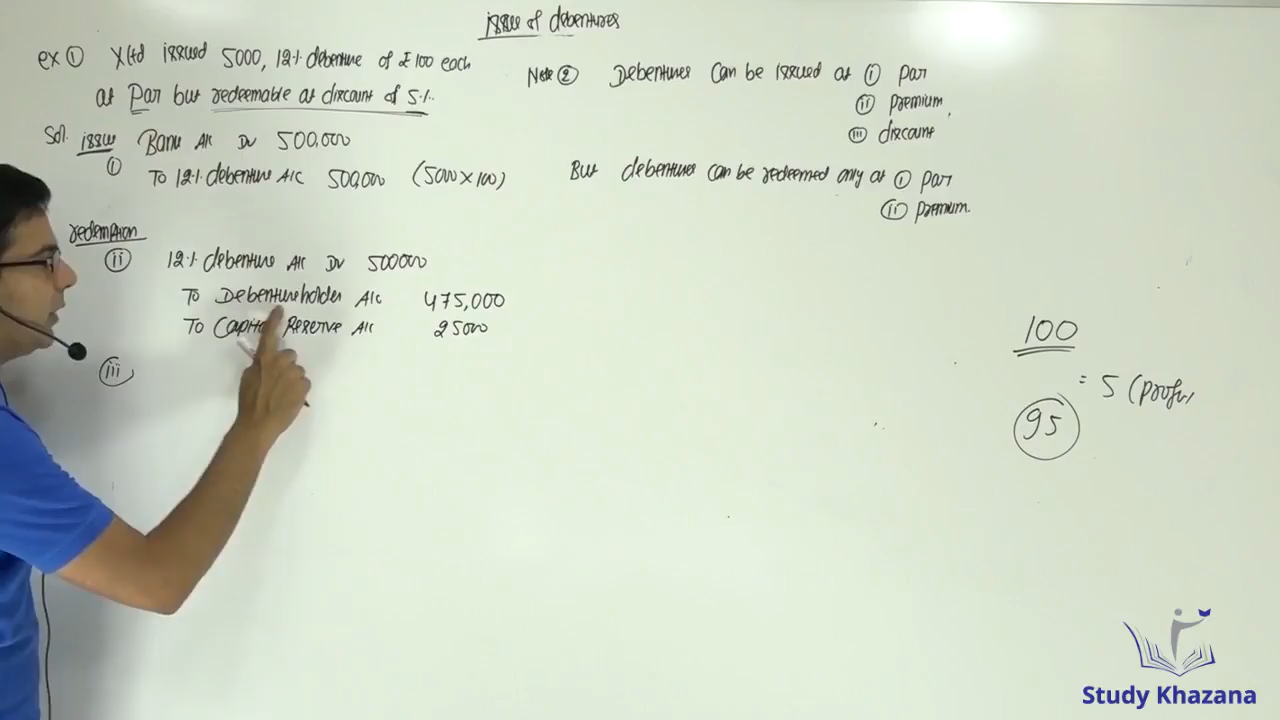 issue of debentures
ex ① X Ltd issued 5000, 12% debenture of ₹100 each
at Par but redeemable at discount of 5%.
Sol. issue Bank A/c Dr 500,000
①
To 12% debenture A/c 500,000 (5000 × 100)
redemption
ⅱ 12% debenture A/c Dr 500000
To Debentureholder A/c 475,000
To Capital Reserve A/c 25000
ⅲ
Note ② Debentures Can be issued at ⅰ Par
ⅱ premium,
ⅲ discount
But debentures can be redeemed only at ⅰ par
ⅱ premium.
100
= 5 (profit
95
Study Khazana